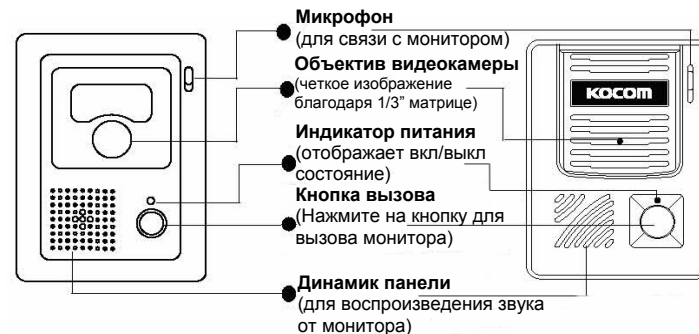 Микрофон
(для связи с монитором)
Объектив видеокамеры
(четкое изображение
благодаря 1/3” матрице)
KOCOM
Индикатор питания
(отображает вкл/выкл
состояние)
Кнопка вызова
(Нажмите на кнопку для
вызова монитора)
Динамик панели
(для воспроизведения звука
от монитора)